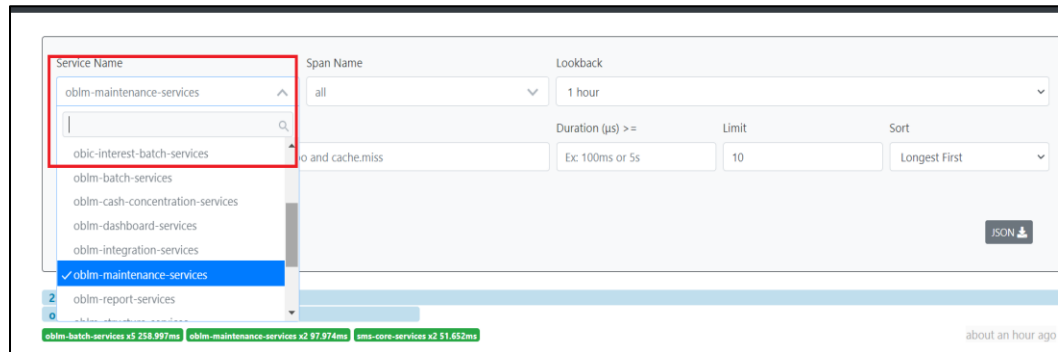 Service Name Span Name Lookback
oblm-maintenance-services all 1 hour
Duration (µs) >= Limit Sort
obic-interest-batch-services oo and cache.miss Ex: 100ms or 5s 10 Longest First
oblm-batch-services
oblm-cash-concentration-services
oblm-dashboard-services
oblm-integration-services JSON
oblm-maintenance-services
oblm-report-services
oblm-batch-services x5 258.997ms oblm-maintenance-services x2 97.974ms sms-core-services x2 51.652ms about an hour ago